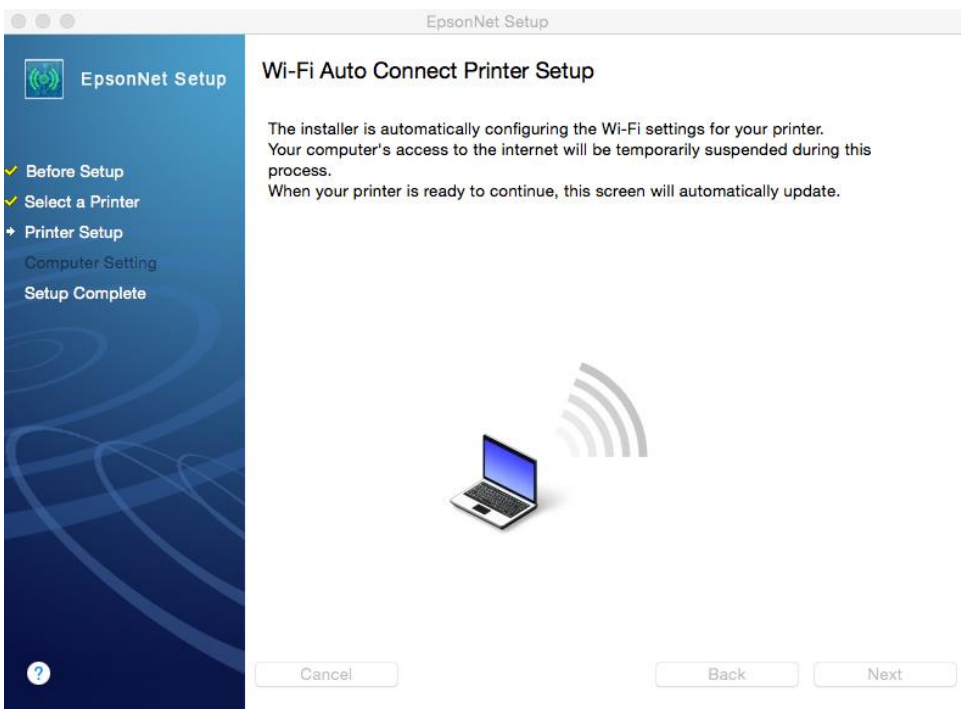 EpsonNet Setup
EpsonNet Setup
Before Setup
Select a Printer
Printer Setup
Computer Setting
Setup Complete
Wi-Fi Auto Connect Printer Setup
The installer is automatically configuring the Wi-Fi settings for your printer.
Your computer's access to the internet will be temporarily suspended during this
process.
When your printer is ready to continue, this screen will automatically update.
?
Cancel
Back
Next